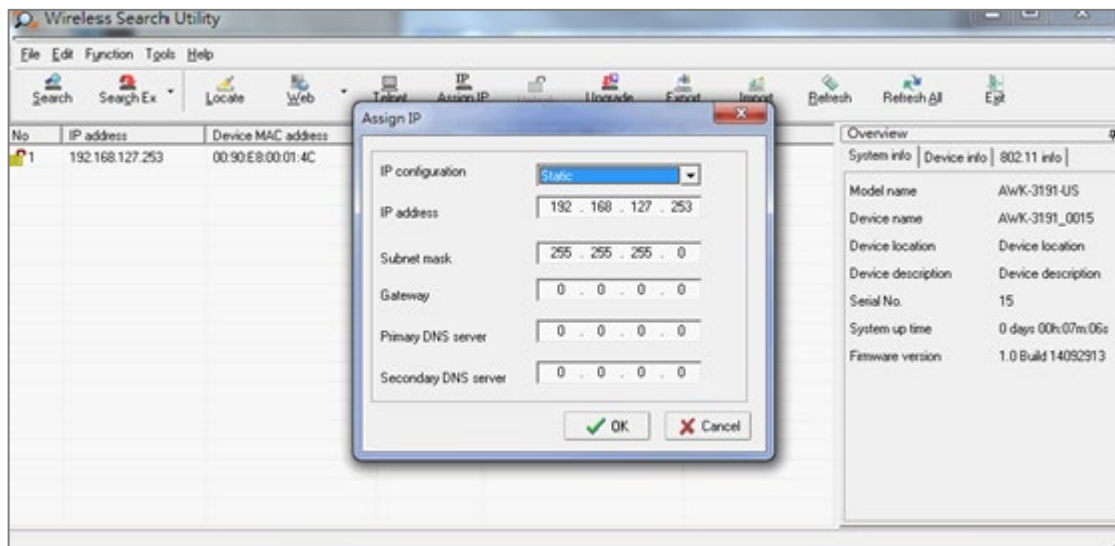 Wireless Search Utility
File Edit Function Tools Help
Search Search Ex Locate Web Telnet Assign IP Upgrade Export Import Refresh Refresh All Exit
Assign IP
No IP address Device MAC address
1 192.168.127.253 00:90:E8:00:01:4C
IP configuration Static
IP address 192 . 168 . 127 . 253
Subnet mask 255 . 255 . 255 . 0
Gateway 0 . 0 . 0 . 0
Primary DNS server 0 . 0 . 0 . 0
Secondary DNS server 0 . 0 . 0 . 0
OK Cancel
Overview
System info Device info 802.11 info
Model name AWK-3191-US
Device name AWK-3191_0015
Device location Device location
Device description Device description
Serial No. 15
System up time 0 days 00h:07m:06s
Firmware version 1.0 Build 14092913